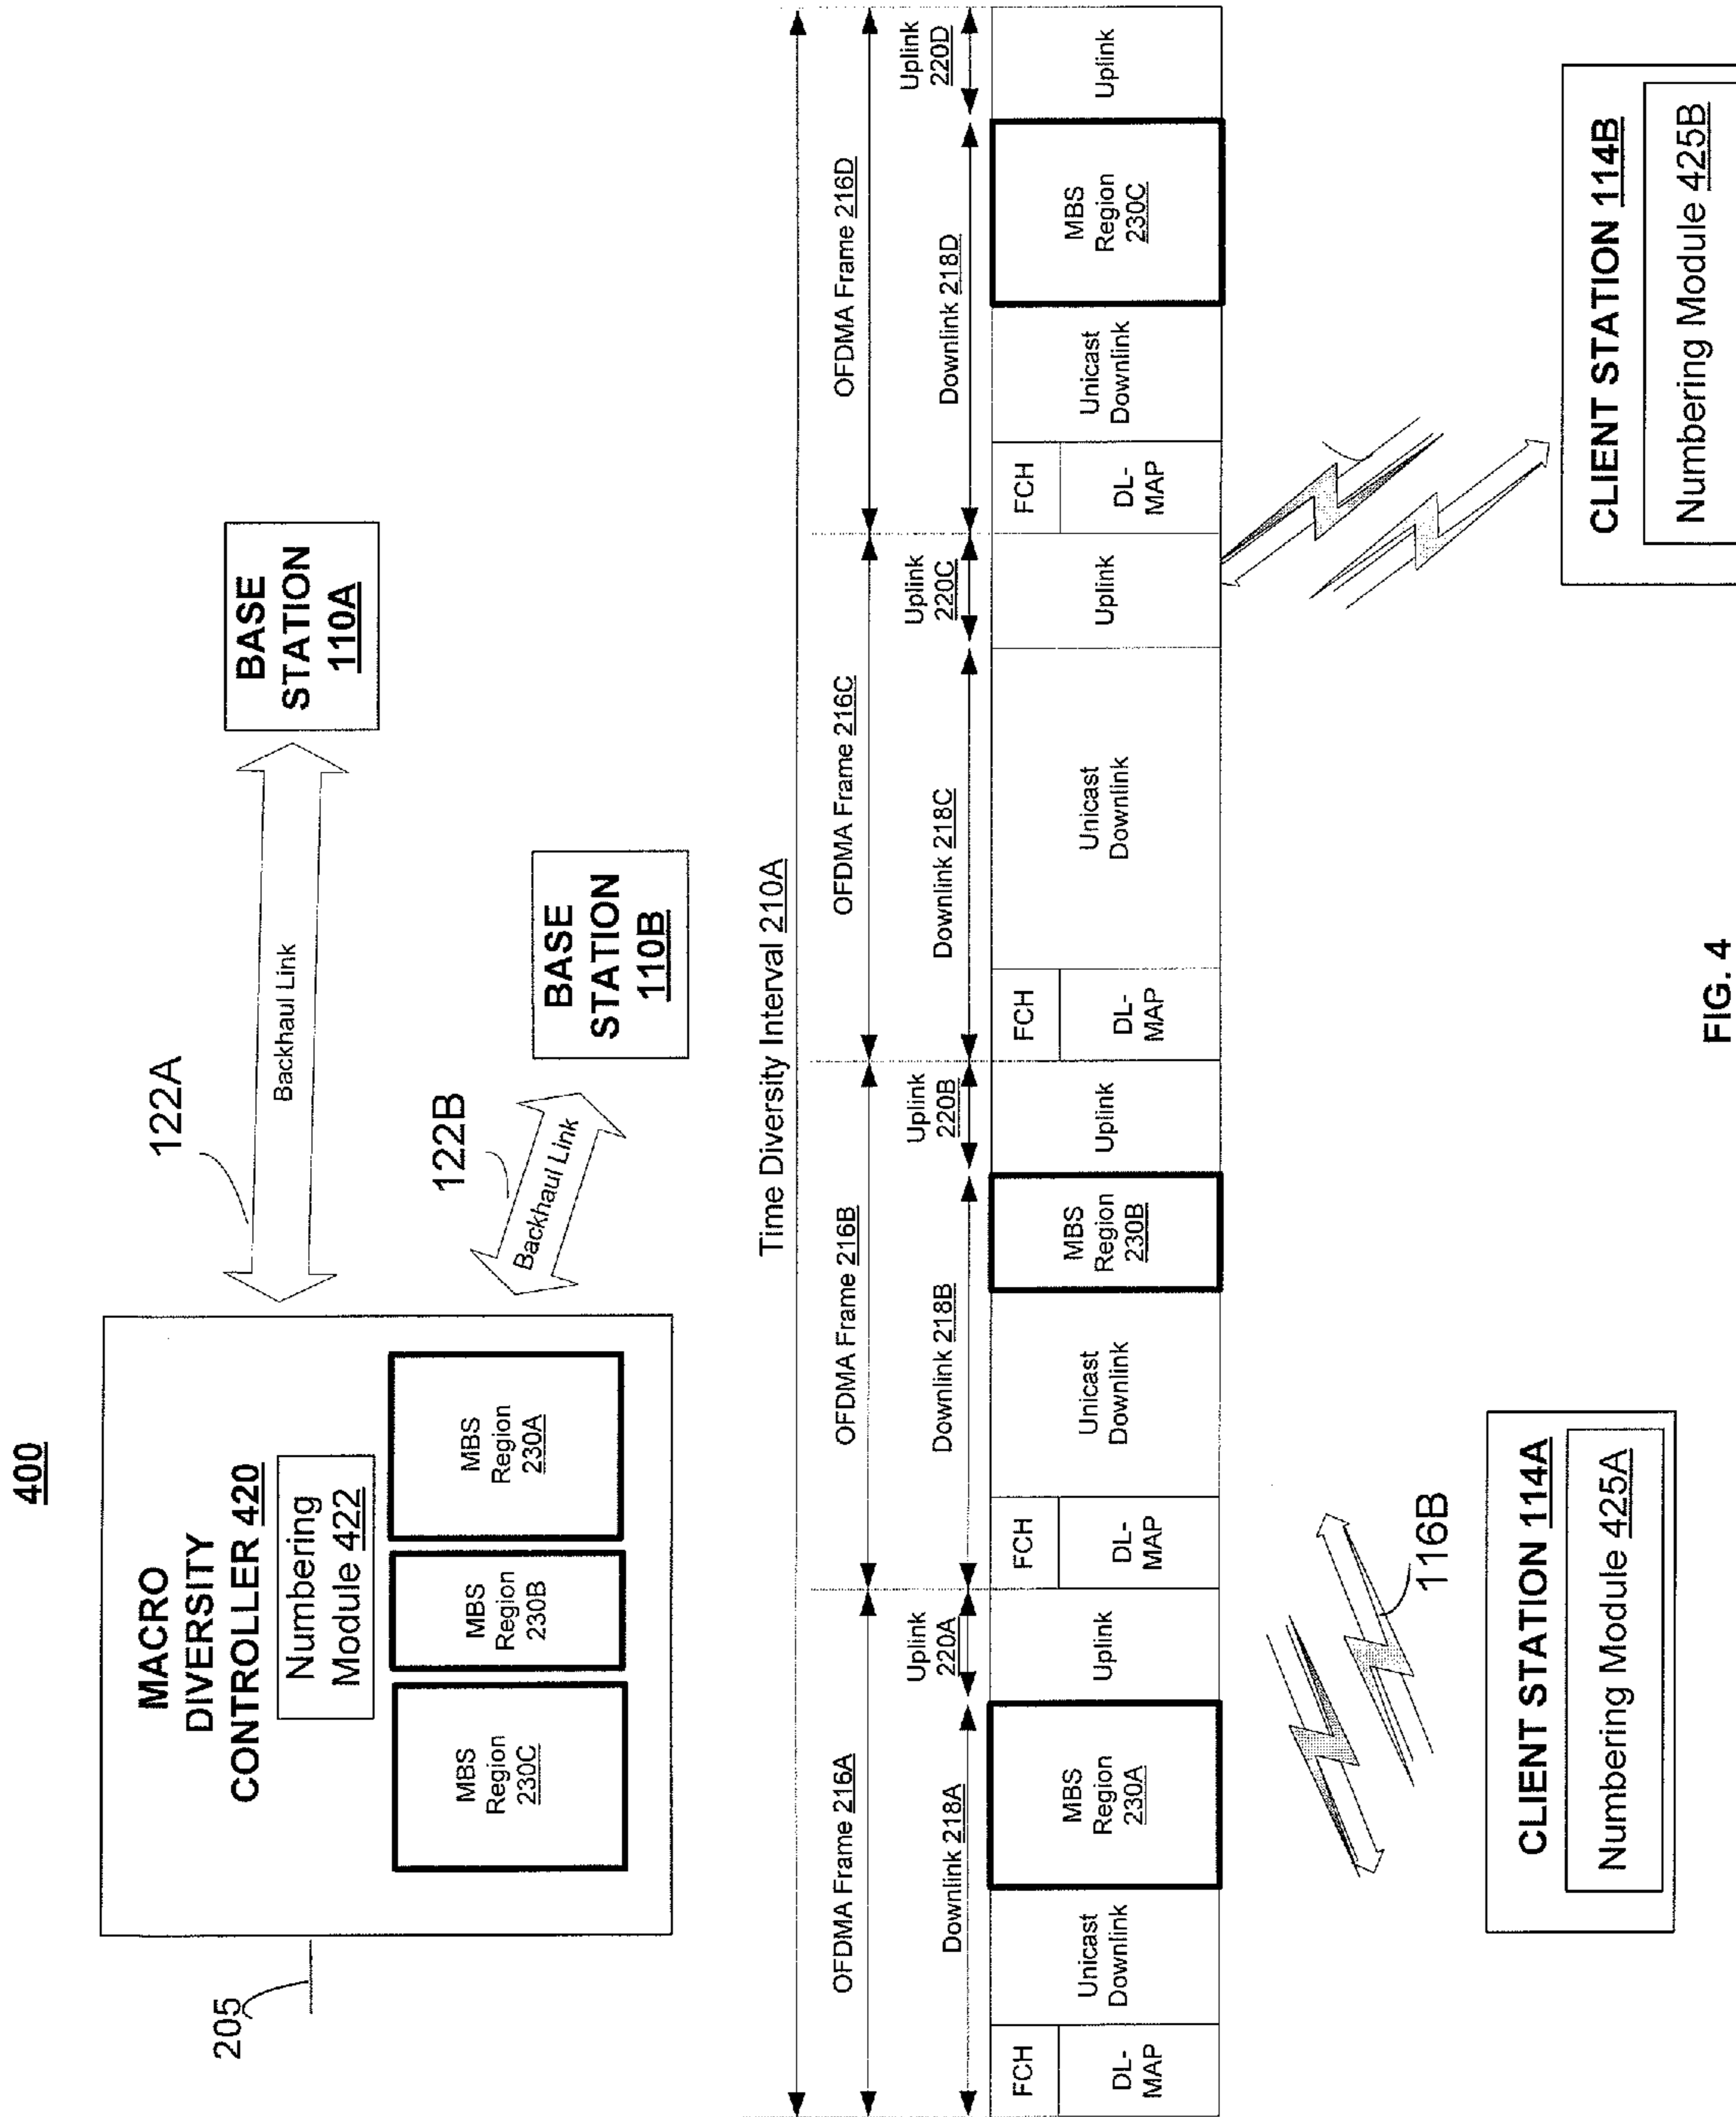 400
MACRO
DIVERSITY
CONTROLLER 420
Numbering
Module 422
MBS
Region
230C
MBS
Region
230B
MBS
Region
230A
205
122A
Backhaul Link
BASE
STATION
110A
122B
Backhaul Link
BASE
STATION
110B
Time Diversity Interval 210A
OFDMA Frame 216A
OFDMA Frame 216B
OFDMA Frame 216C
OFDMA Frame 216D
Downlink 218A
Uplink
220A
Downlink 218B
Uplink
220B
Downlink 218C
Uplink
220C
Downlink 218D
Uplink
220D
FCH
DL-
MAP
Unicast
Downlink
MBS
Region
230A
Uplink
FCH
DL-
MAP
Unicast
Downlink
MBS
Region
230B
Uplink
FCH
DL-
MAP
Unicast
Downlink
Uplink
FCH
DL-
MAP
Unicast
Downlink
MBS
Region
230C
Uplink
116B
CLIENT STATION 114A
Numbering Module 425A
CLIENT STATION 114B
Numbering Module 425B
FIG. 4